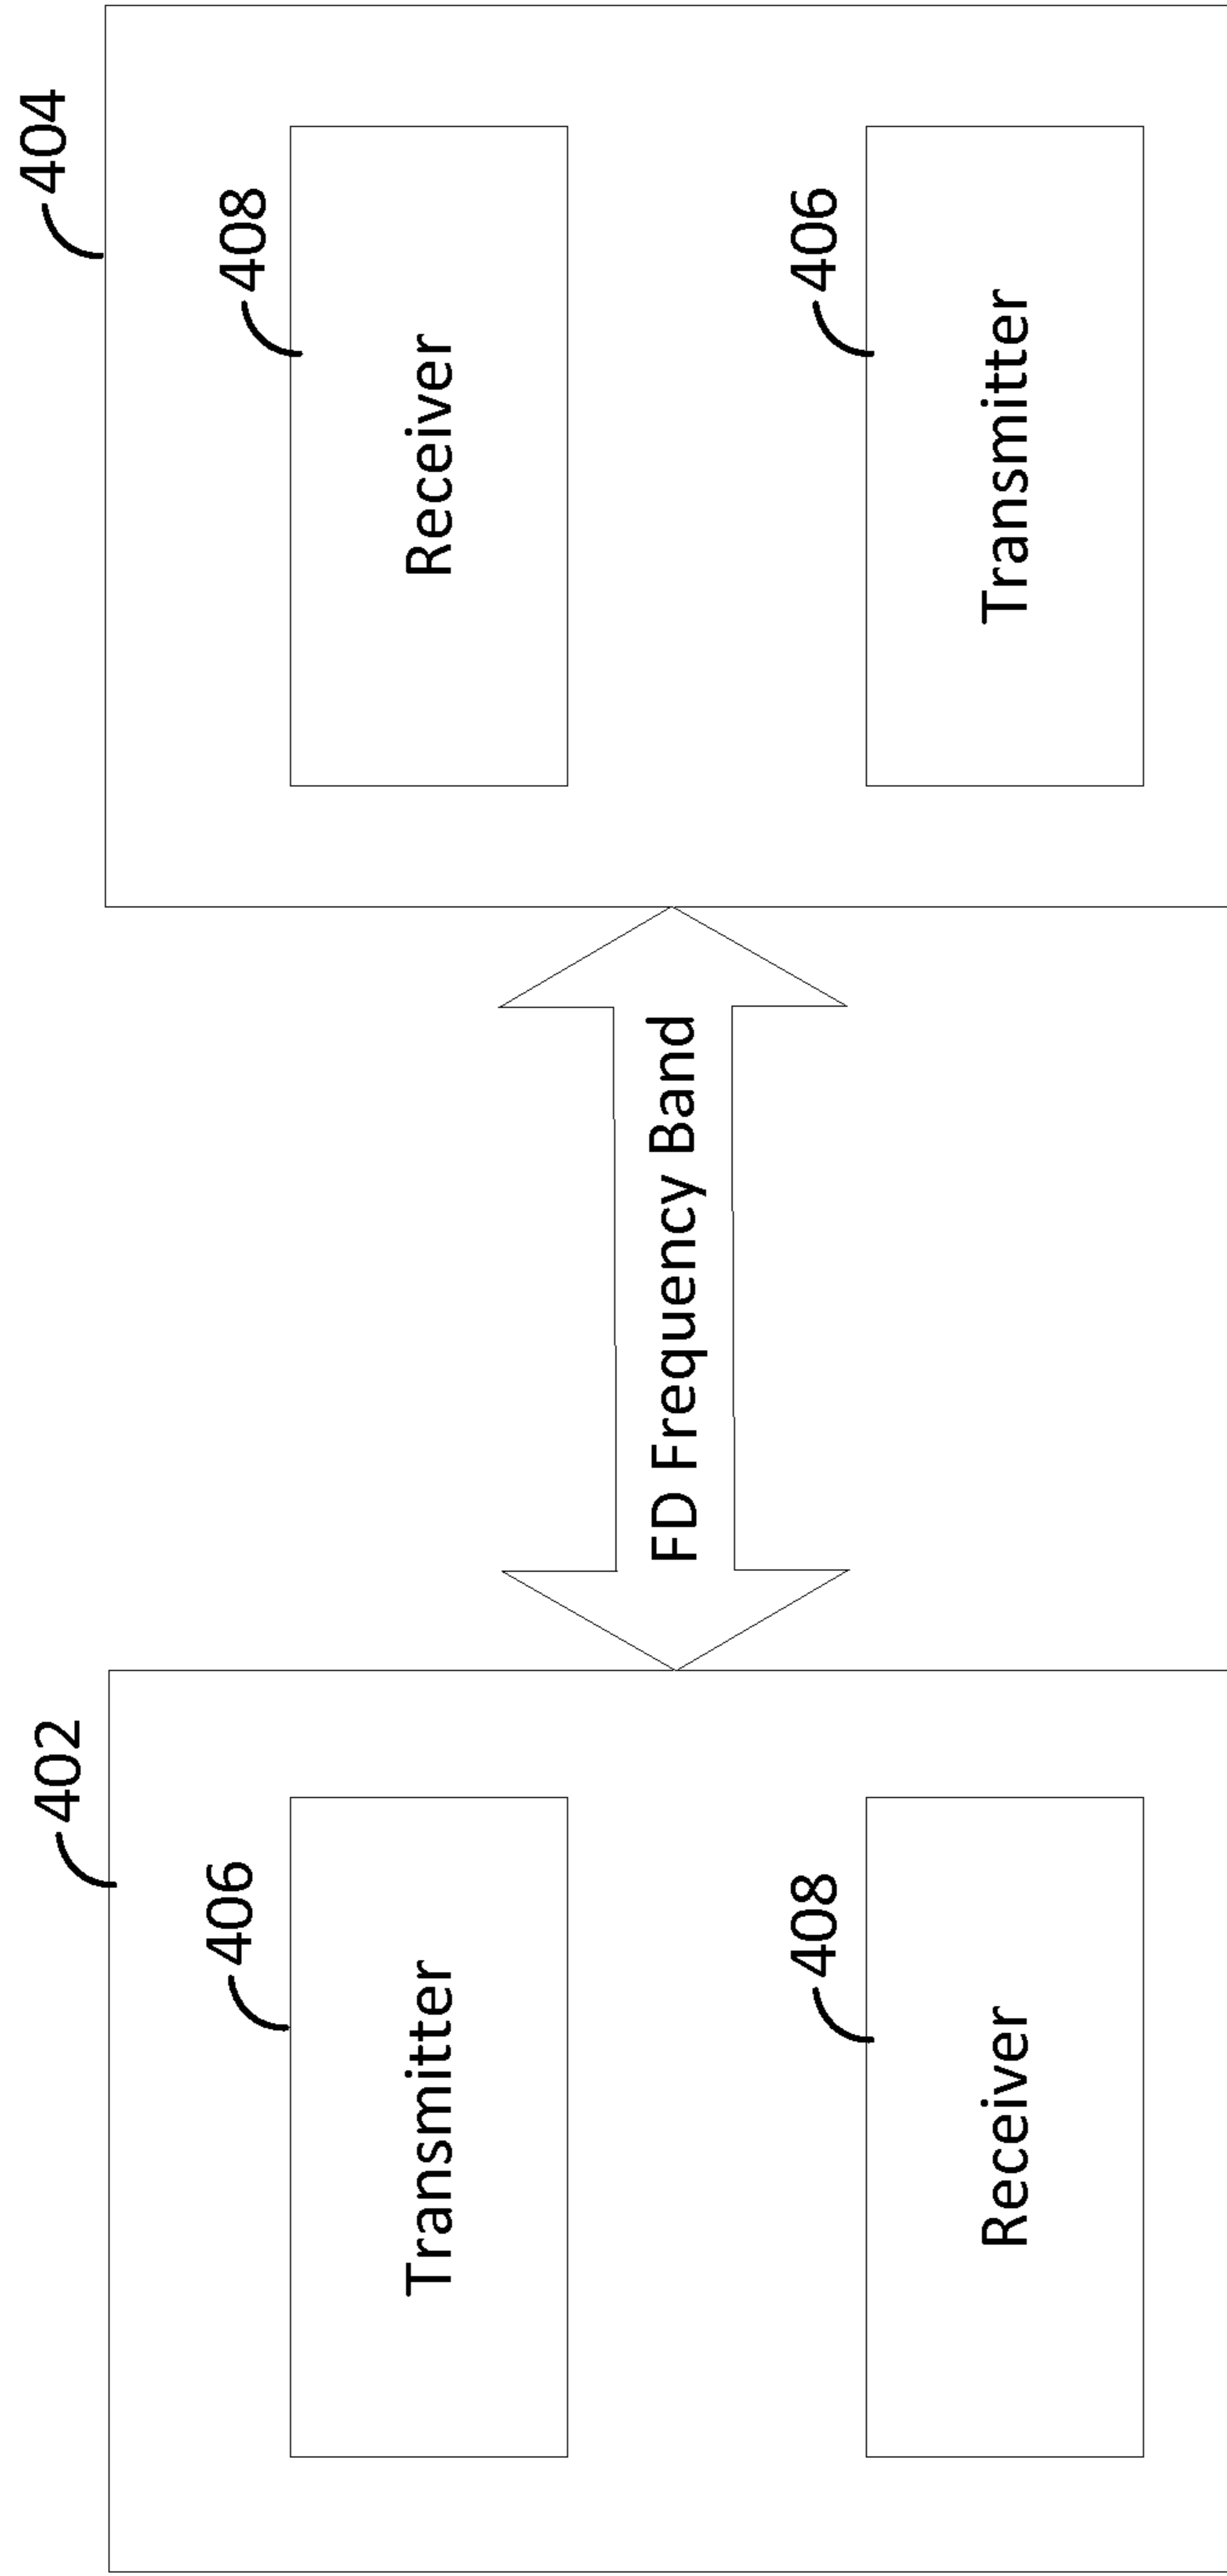 402
406
Transmitter
408
Receiver
FD Frequency Band
404
408
Receiver
406
Transmitter